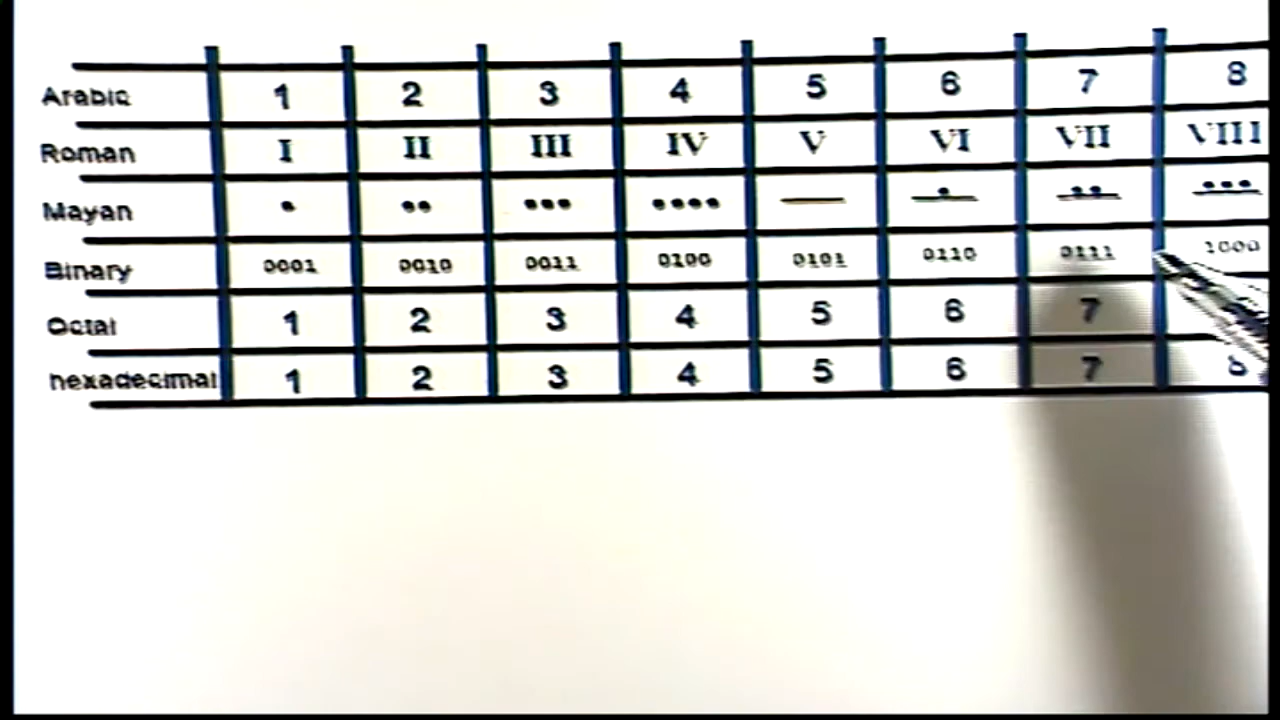 Arabic 1 2 3 4 5 6 7 8
Roman I II III IV V VI VII VIII
Mayan • •• ••• •••• — 
Binary 0001 0010 0011 0100 0101 0110 0111 1000
Octal 1 2 3 4 5 6 7
hexadecimal 1 2 3 4 5 6 7 8